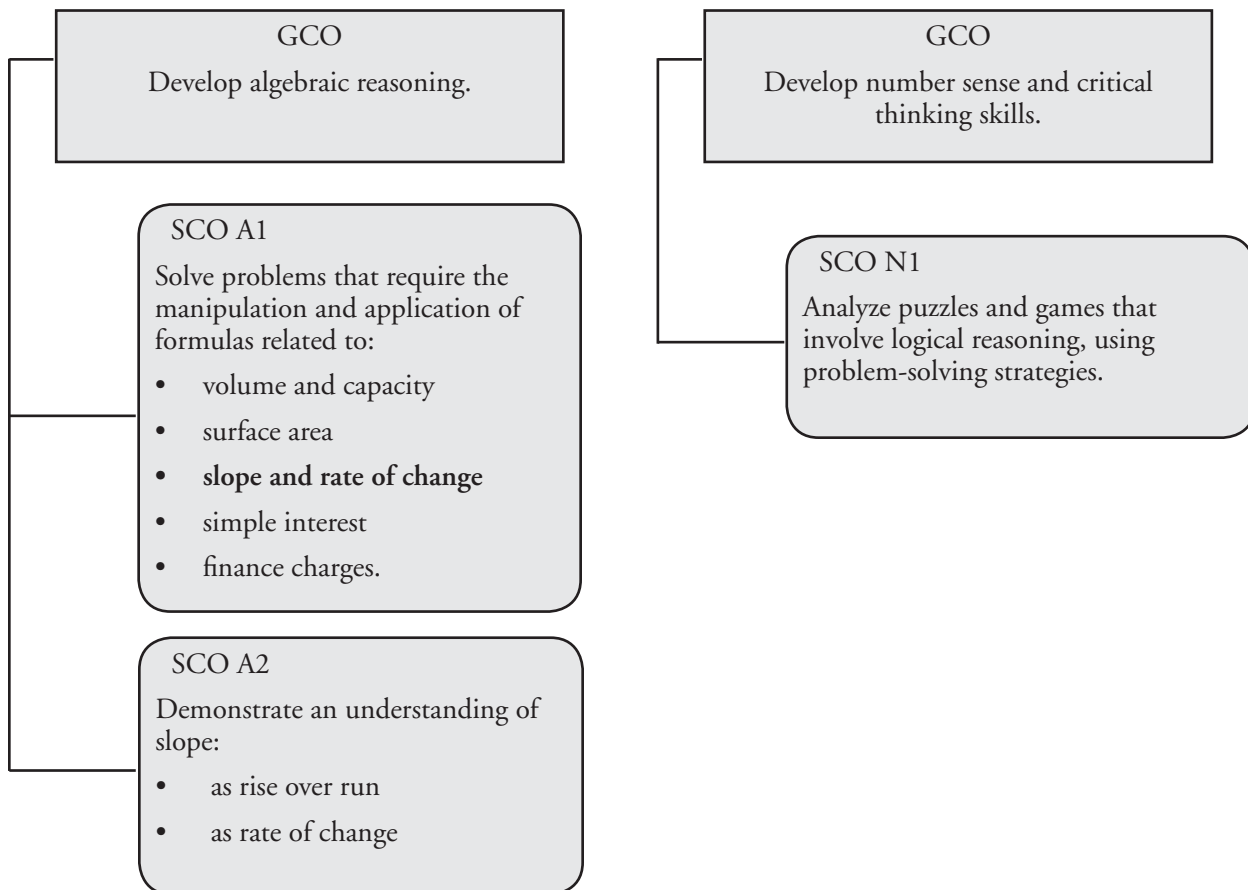 GCO
Develop algebraic reasoning.
SCO A1
Solve problems that require the
manipulation and application of
formulas related to:
• volume and capacity
• surface area
• slope and rate of change
• simple interest
• finance charges.
SCO A2
Demonstrate an understanding of
slope:
• as rise over run
• as rate of change
GCO
Develop number sense and critical
thinking skills.
SCO N1
Analyze puzzles and games that
involve logical reasoning, using
problem-solving strategies.